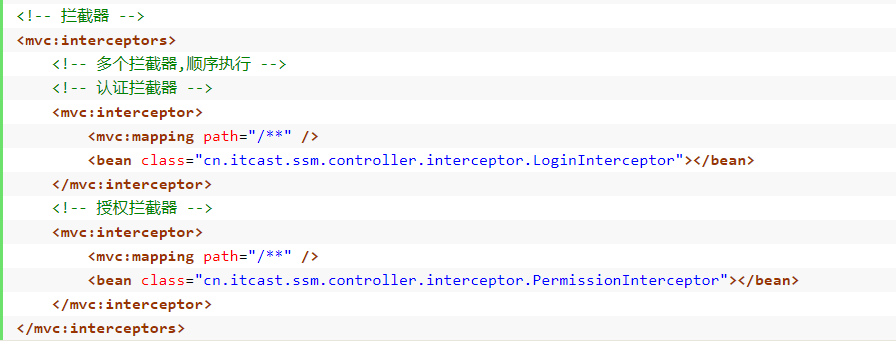 <!-- 拦截器 -->
<mvc:interceptors>
    <!-- 多个拦截器,顺序执行 -->
    <!-- 认证拦截器 -->
    <mvc:interceptor>
        <mvc:mapping path="/**" />
        <bean class="cn.itcast.ssm.controller.interceptor.LoginInterceptor"></bean>
    </mvc:interceptor>
    <!-- 授权拦截器 -->
    <mvc:interceptor>
        <mvc:mapping path="/**" />
        <bean class="cn.itcast.ssm.controller.interceptor.PermissionInterceptor"></bean>
    </mvc:interceptor>
</mvc:interceptors>